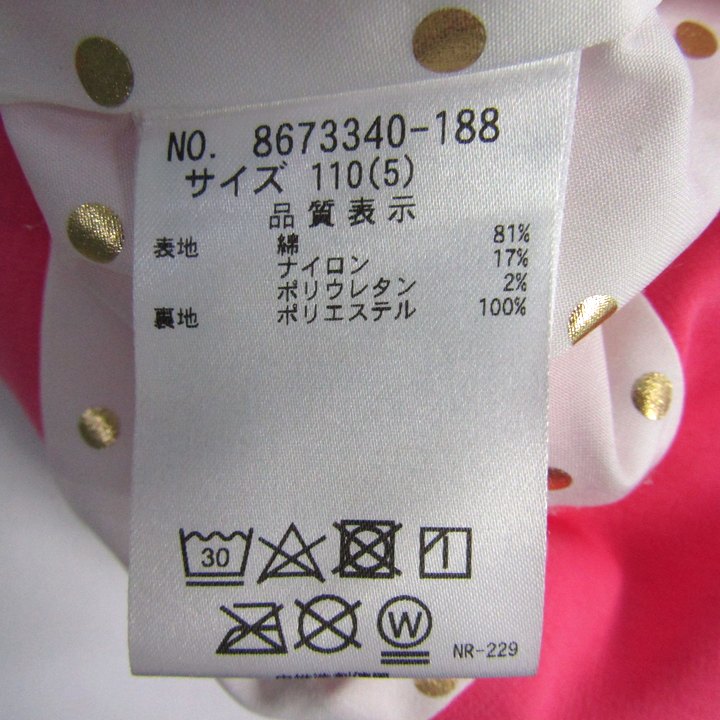 NO. 8673340-188
サイズ 110(5)
品質表示
表地 綿 81%
ナイロン 17%
ポリウレタン 2%
裏地 ポリエステル 100%
30
W
NR-229